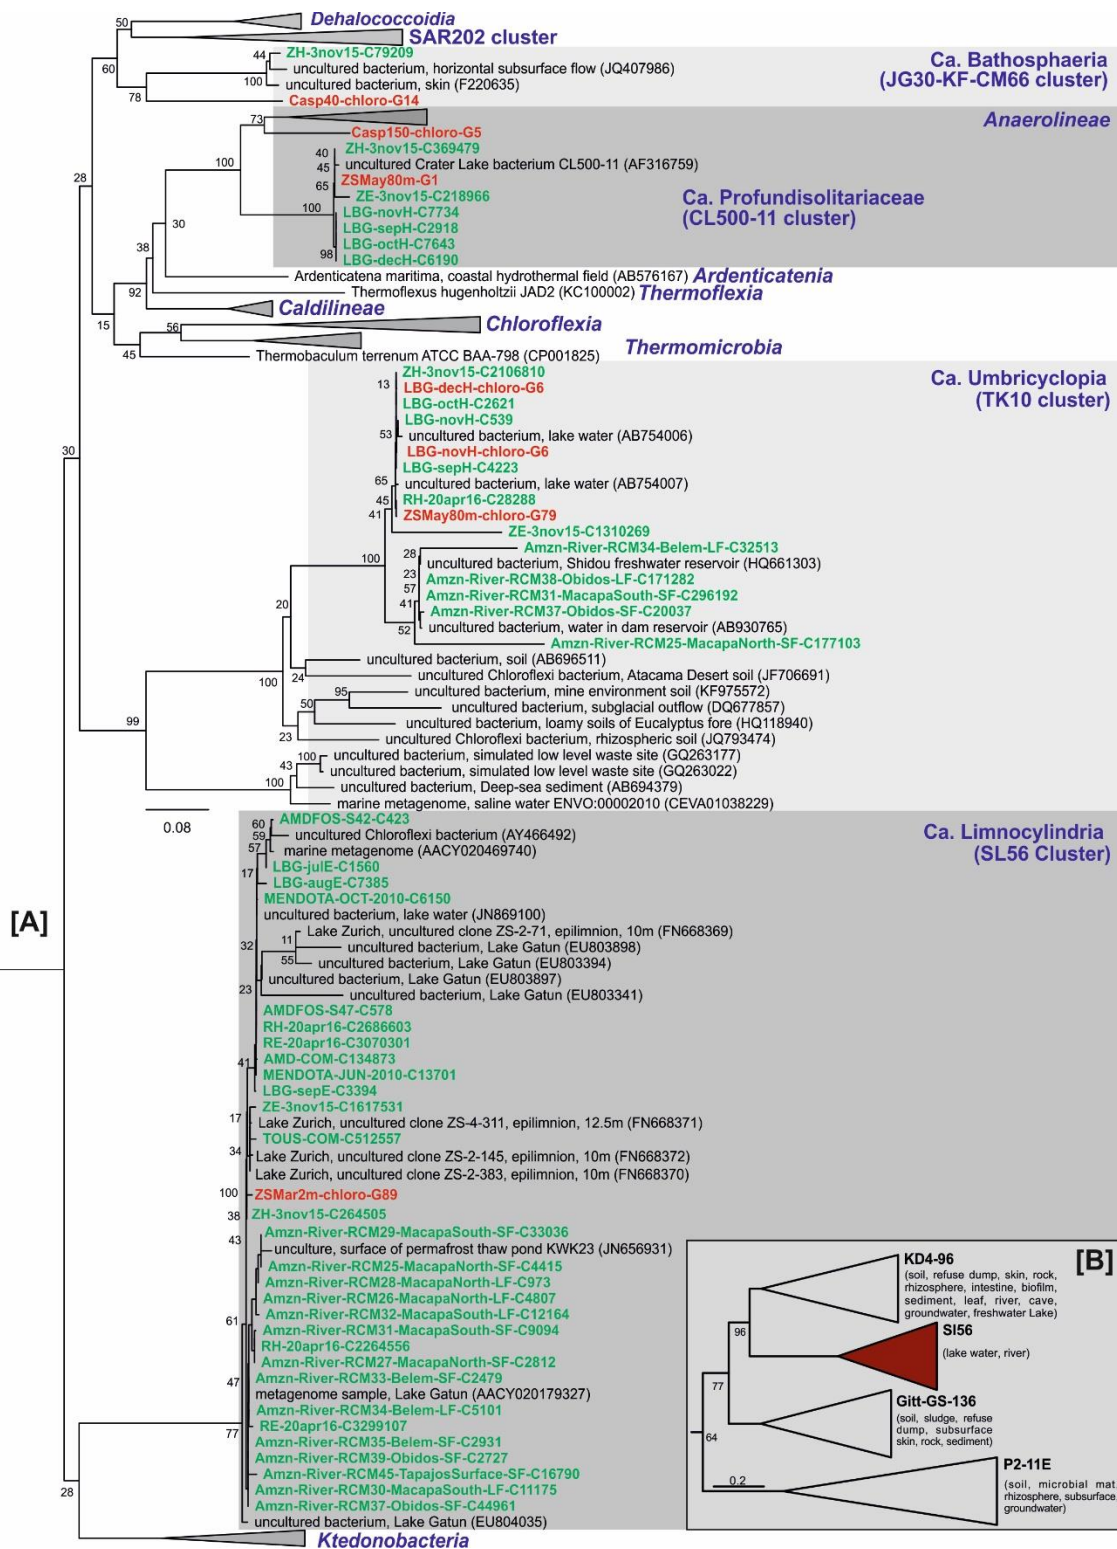 50
Dehalococcoidia
SAR202 cluster
60
44
ZH-3nov15-C79209
uncultured bacterium, horizontal subsurface flow (JQ407986)
100
uncultured bacterium, skin (F220635)
78
Casp40-chloro-G14
Ca. Bathosphaeria
(JG30-KF-CM66 cluster)
28
73
Anaerolineae
Casp150-chloro-G5
40
ZH-3nov15-C369479
45
uncultured Crater Lake bacterium CL500-11 (AF316759)
100
65
ZSMay80m-G1
ZE-3nov15-C218966
100
LBG-novH-C7734
LBG-sepH-C2918
LBG-octH-C7643
98
LBG-decH-C6190
Ca. Profundisolitariaceae
(CL500-11 cluster)
30
38
Ardenticatena maritima, coastal hydrothermal field (AB576167) Ardenticatenia
92
Thermoflexus hugenholtzii JAD2 (KC100002) Thermoflexia
Caldilineae
15
56
Chloroflexia
45
Thermomicrobia
Thermobaculum terrenum ATCC BAA-798 (CP001825)
Ca. Umbricyclopia
(TK10 cluster)
ZH-3nov15-C2106810
13
LBG-decH-chloro-G6
LBG-octH-C2621
LBG-novH-C539
53
uncultured bacterium, lake water (AB754006)
LBG-novH-chloro-G6
30
LBG-sepH-C4223
65
uncultured bacterium, lake water (AB754007)
45
RH-20apr16-C28288
41
ZSMay80m-chloro-G79
ZE-3nov15-C1310269
100
Amzn-River-RCM34-Belem-LF-C32513
28
uncultured bacterium, Shidou freshwater reservoir (HQ661303)
23
Amzn-River-RCM38-Obidos-LF-C171282
57
Amzn-River-RCM31-MacapaSouth-SF-C296192
41
Amzn-River-RCM37-Obidos-SF-C20037
52
uncultured bacterium, water in dam reservoir (AB930765)
Amzn-River-RCM25-MacapaNorth-SF-C177103
20
uncultured bacterium, soil (AB696511)
24
uncultured Chloroflexi bacterium, Atacama Desert soil (JF706691)
100
95
uncultured bacterium, mine environment soil (KF975572)
50
uncultured bacterium, subglacial outflow (DQ677857)
uncultured bacterium, loamy soils of Eucalyptus fore (HQ118940)
23
uncultured Chloroflexi bacterium, rhizospheric soil (JQ793474)
99
100
uncultured bacterium, simulated low level waste site (GQ263177)
43
uncultured bacterium, simulated low level waste site (GQ263022)
100
uncultured bacterium, Deep-sea sediment (AB694379)
marine metagenome, saline water ENVO:00002010 (CEVA01038229)
0.08
Ca. Limnocylindria
(SL56 Cluster)
60
AMDFOS-S42-C423
59
uncultured Chloroflexi bacterium (AY466492)
57
marine metagenome (AACY020469740)
17
LBG-julE-C1560
LBG-augE-C7385
MENDOTA-OCT-2010-C6150
uncultured bacterium, lake water (JN869100)
[A]
Lake Zurich, uncultured clone ZS-2-71, epilimnion, 10m (FN668369)
32
11
uncultured bacterium, Lake Gatun (EU803898)
55
uncultured bacterium, Lake Gatun (EU803394)
uncultured bacterium, Lake Gatun (EU803897)
23
uncultured bacterium, Lake Gatun (EU803341)
AMDFOS-S47-C578
RH-20apr16-C2686603
RE-20apr16-C3070301
41
AMD-COM-C134873
MENDOTA-JUN-2010-C13701
LBG-sepE-C3394
ZE-3nov15-C1617531
17
Lake Zurich, uncultured clone ZS-4-311, epilimnion, 12.5m (FN668371)
TOUS-COM-C512557
34
Lake Zurich, uncultured clone ZS-2-145, epilimnion, 10m (FN668372)
Lake Zurich, uncultured clone ZS-2-383, epilimnion, 10m (FN668370)
100
ZSMar2m-chloro-G89
38
ZH-3nov15-C264505
43
Amzn-River-RCM29-MacapaSouth-SF-C33036
unculture, surface of permafrost thaw pond KWK23 (JN656931)
Amzn-River-RCM25-MacapaNorth-SF-C4415
Amzn-River-RCM28-MacapaNorth-LF-C973
Amzn-River-RCM26-MacapaNorth-LF-C4807
61
Amzn-River-RCM32-MacapaSouth-LF-C12164
Amzn-River-RCM31-MacapaSouth-SF-C9094
RH-20apr16-C2264556
Amzn-River-RCM27-MacapaNorth-SF-C2812
47
Amzn-River-RCM33-Belem-SF-C2479
metagenome sample, Lake Gatun (AACY020179327)
Amzn-River-RCM34-Belem-LF-C5101
77
RE-20apr16-C3299107
Amzn-River-RCM35-Belem-SF-C2931
Amzn-River-RCM39-Obidos-SF-C2727
Amzn-River-RCM45-TapajosSurface-SF-C16790
28
Amzn-River-RCM30-MacapaSouth-LF-C11175
Amzn-River-RCM37-Obidos-SF-C44961
uncultured bacterium, Lake Gatun (EU804035)
Ktedonobacteria
[B]
KD4-96
(soil, refuse dump, skin, rock,
rhizosphere, intestine, biofilm,
sediment, leaf, river, cave,
groundwater, freshwater Lake)
96
Sl56
(lake water, river)
77
Gitt-GS-136
(soil, sludge, refuse
dump, subsurface
skin, rock, sediment)
64
P2-11E
0.2
(soil, microbial mat,
rhizosphere, subsurface,
groundwater)